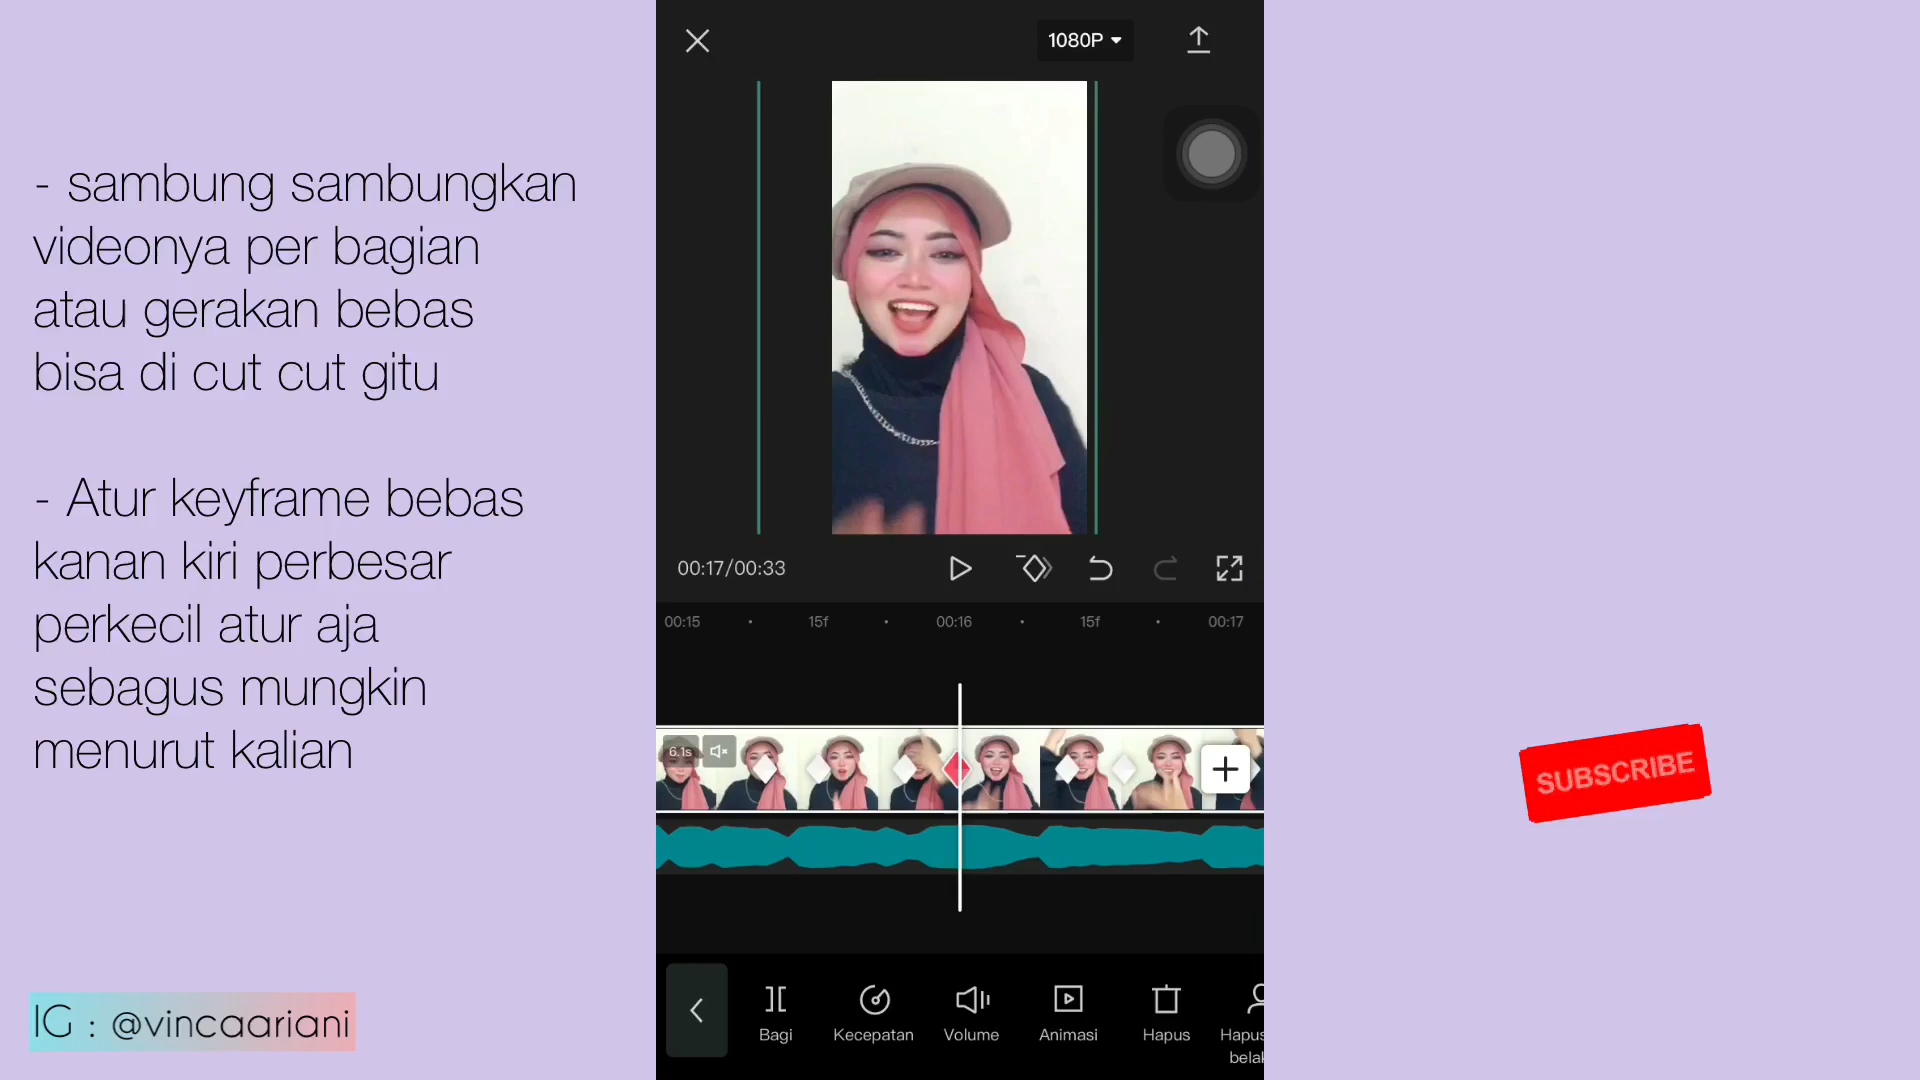 - sambung sambungkan
videonya per bagian
atau gerakan bebas
bisa di cut cut gitu
- Atur keyframe bebas
kanan kiri perbesar
perkecil atur aja
sebagus mungkin
menurut kalian
IG : @vincaariani
1080P
00:17/00:33
00:15 15f 00:16 15f 00:17
6.1s
Bagi Kecepatan Volume Animasi Hapus Hapus
SUBSCRIBE